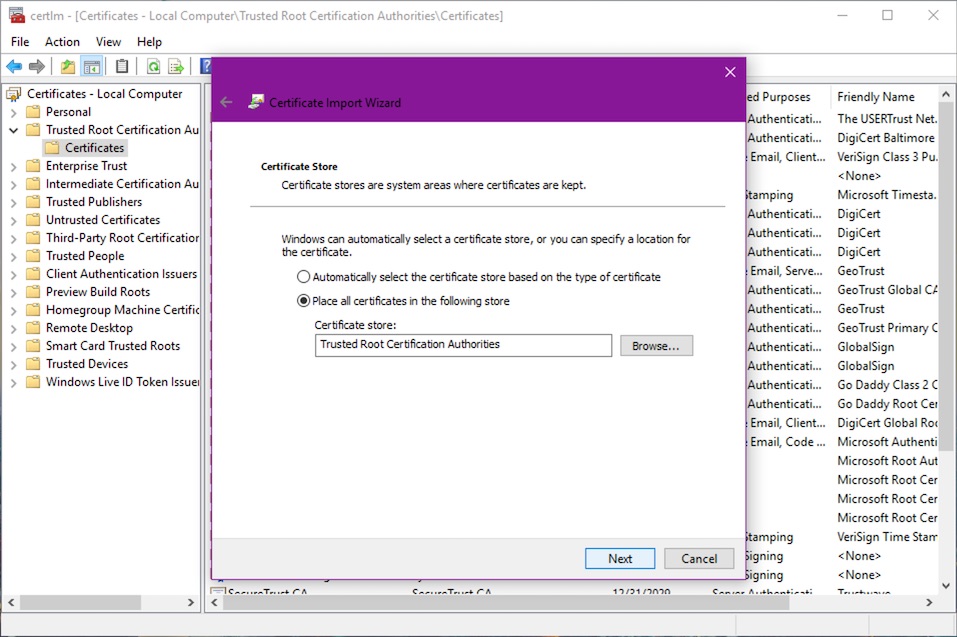 certlm - [Certificates - Local Computer\Trusted Root Certification Authorities\Certificates]
File Action View Help
Certificates - Local Computer
Personal
Trusted Root Certification Au
Certificates
Enterprise Trust
Intermediate Certification Au
Trusted Publishers
Untrusted Certificates
Third-Party Root Certification
Trusted People
Client Authentication Issuers
Preview Build Roots
Homegroup Machine Certific
Remote Desktop
Smart Card Trusted Roots
Trusted Devices
Windows Live ID Token Issuer
Certificate Import Wizard
Certificate Store
Certificate stores are system areas where certificates are kept.
Windows can automatically select a certificate store, or you can specify a location for
the certificate.
Automatically select the certificate store based on the type of certificate
Place all certificates in the following store
Certificate store:
Trusted Root Certification Authorities Browse...
Next Cancel
ed Purposes Friendly Name
Authenticati... The USERTrust Net.
Authenticati... DigiCert Baltimore
Email, Client... VeriSign Class 3 Pu.
<None>
Stamping Microsoft Timesta.
Authenticati... DigiCert
Authenticati... DigiCert
Authenticati... DigiCert
Email, Serve... GeoTrust
Authenticati... GeoTrust Global CA
Authenticati... GeoTrust
Authenticati... GeoTrust Primary C
Authenticati... GlobalSign
Authenticati... GlobalSign
Authenticati... Go Daddy Class 2 C
Authenticati... Go Daddy Root Cer
Email, Client... DigiCert Global Roo
Email, Code ... Microsoft Authenti
Microsoft Root Aut
Microsoft Root Cer
Microsoft Root Cer
Microsoft Root Cer
Stamping VeriSign Time Stam
Signing <None>
Signing <None>
SecureTrust CA SecureTrust CA 12/31/2029 Server Authenticati... Trustwave